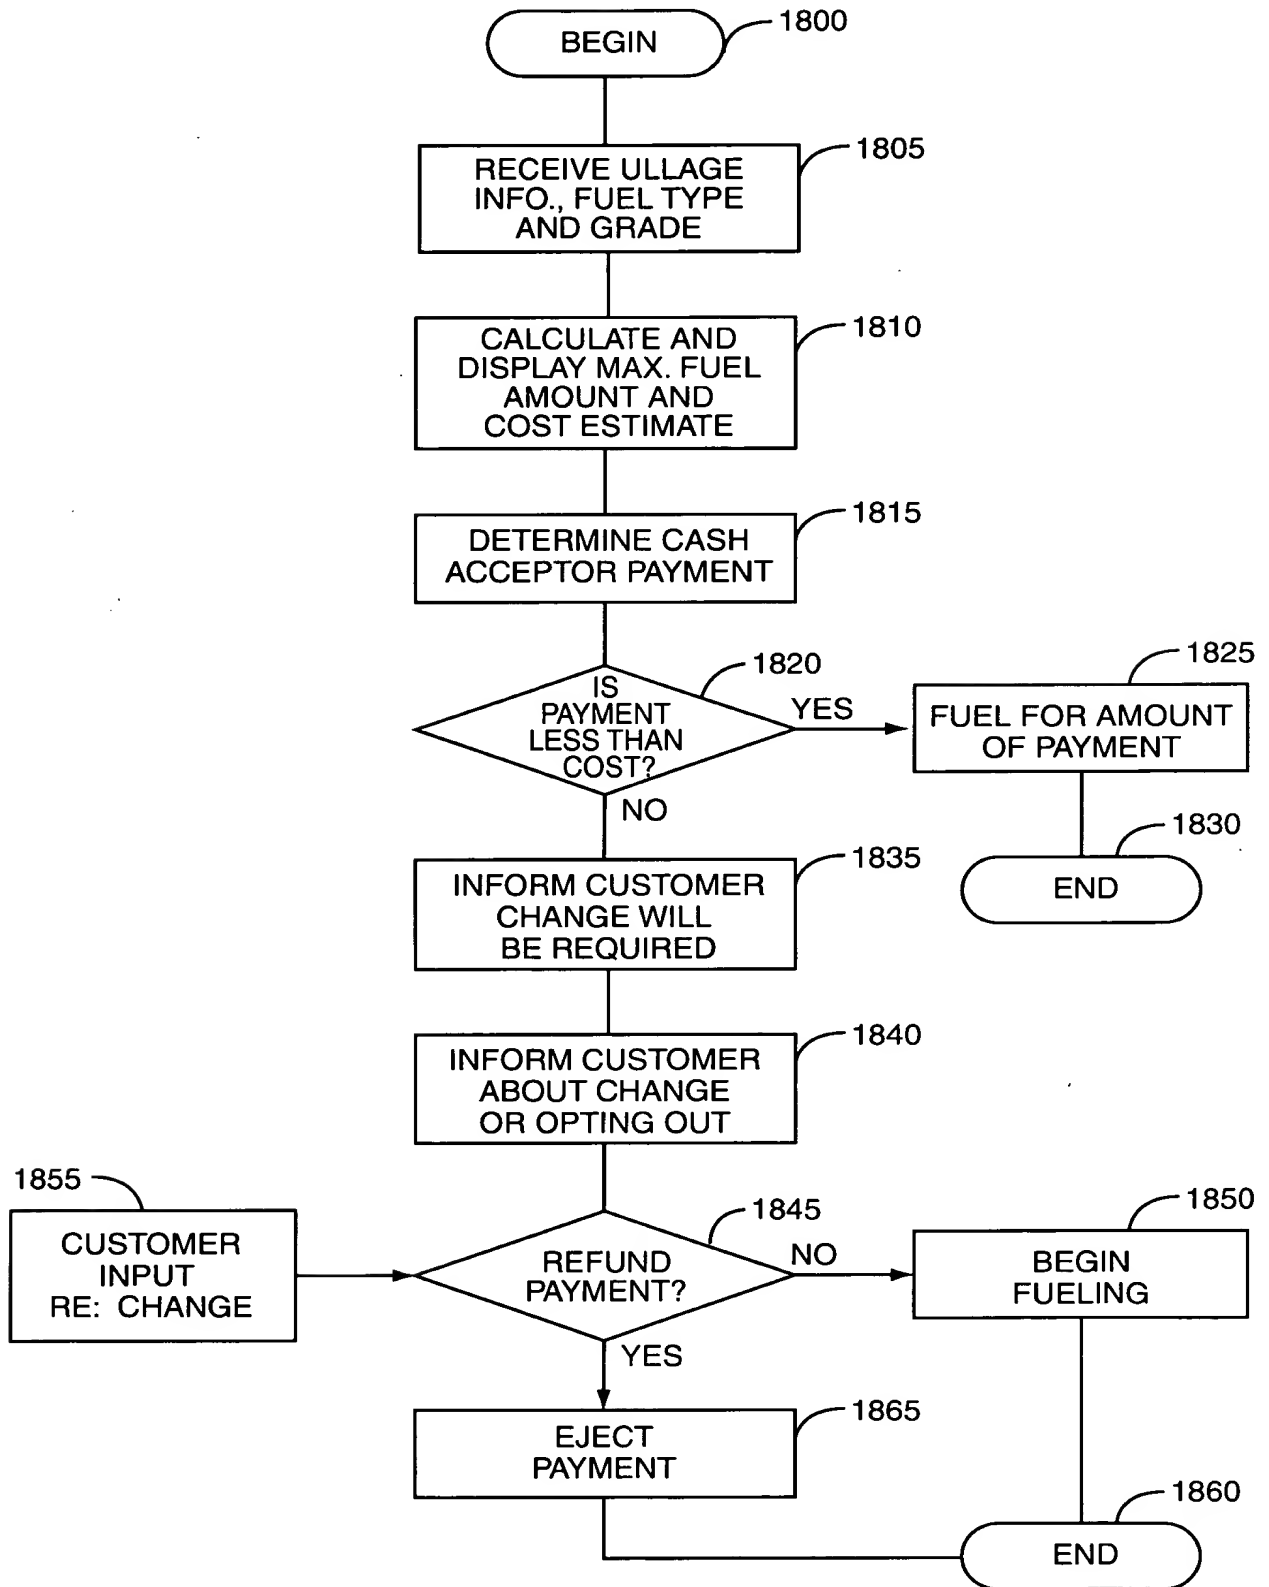 BEGIN
1800
RECEIVE ULLAGE
INFO., FUEL TYPE
AND GRADE
1805
CALCULATE AND
DISPLAY MAX. FUEL
AMOUNT AND
COST ESTIMATE
1810
DETERMINE CASH
ACCEPTOR PAYMENT
1815
IS
PAYMENT
LESS THAN
COST?
1820
YES
NO
FUEL FOR AMOUNT
OF PAYMENT
1825
END
1830
INFORM CUSTOMER
CHANGE WILL
BE REQUIRED
1835
INFORM CUSTOMER
ABOUT CHANGE
OR OPTING OUT
1840
CUSTOMER
INPUT
RE: CHANGE
1855
REFUND
PAYMENT?
1845
NO
YES
BEGIN
FUELING
1850
EJECT
PAYMENT
1865
END
1860